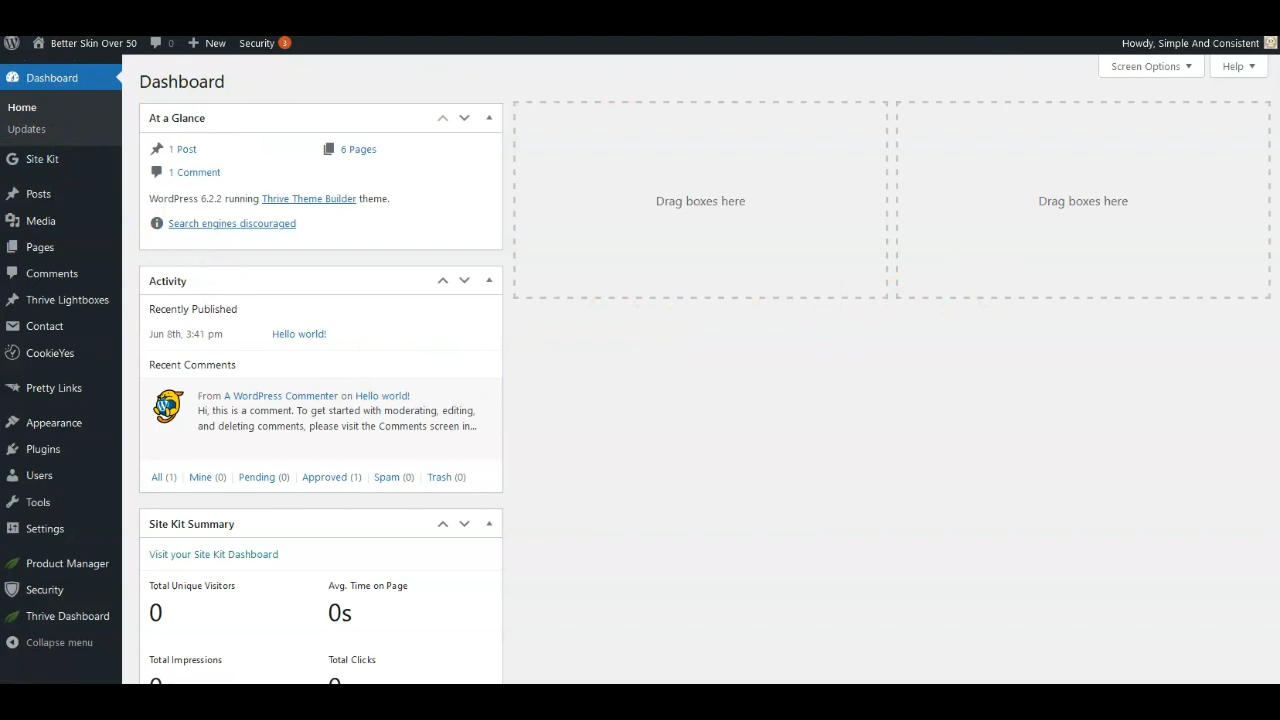 Better Skin Over 50 0 New Security 3 Howdy, Simple And Consistent
Screen Options Help
Dashboard
Home
Updates
Site Kit
Posts
Media
Pages
Comments
Thrive Lightboxes
Contact
CookieYes
Pretty Links
Appearance
Plugins
Users
Tools
Settings
Product Manager
Security
Thrive Dashboard
Collapse menu
Dashboard
At a Glance
1 Post 6 Pages
1 Comment
WordPress 6.2.2 running Thrive Theme Builder theme.
Search engines discouraged
Activity
Recently Published
Jun 8th, 3:41 pm Hello world!
Recent Comments
From A WordPress Commenter on Hello world!
Hi, this is a comment. To get started with moderating, editing,
and deleting comments, please visit the Comments screen in...
All (1) | Mine (0) | Pending (0) | Approved (1) | Spam (0) | Trash (0)
Site Kit Summary
Visit your Site Kit Dashboard
Total Unique Visitors Avg. Time on Page
0 0s
Total Impressions Total Clicks
Drag boxes here
Drag boxes here